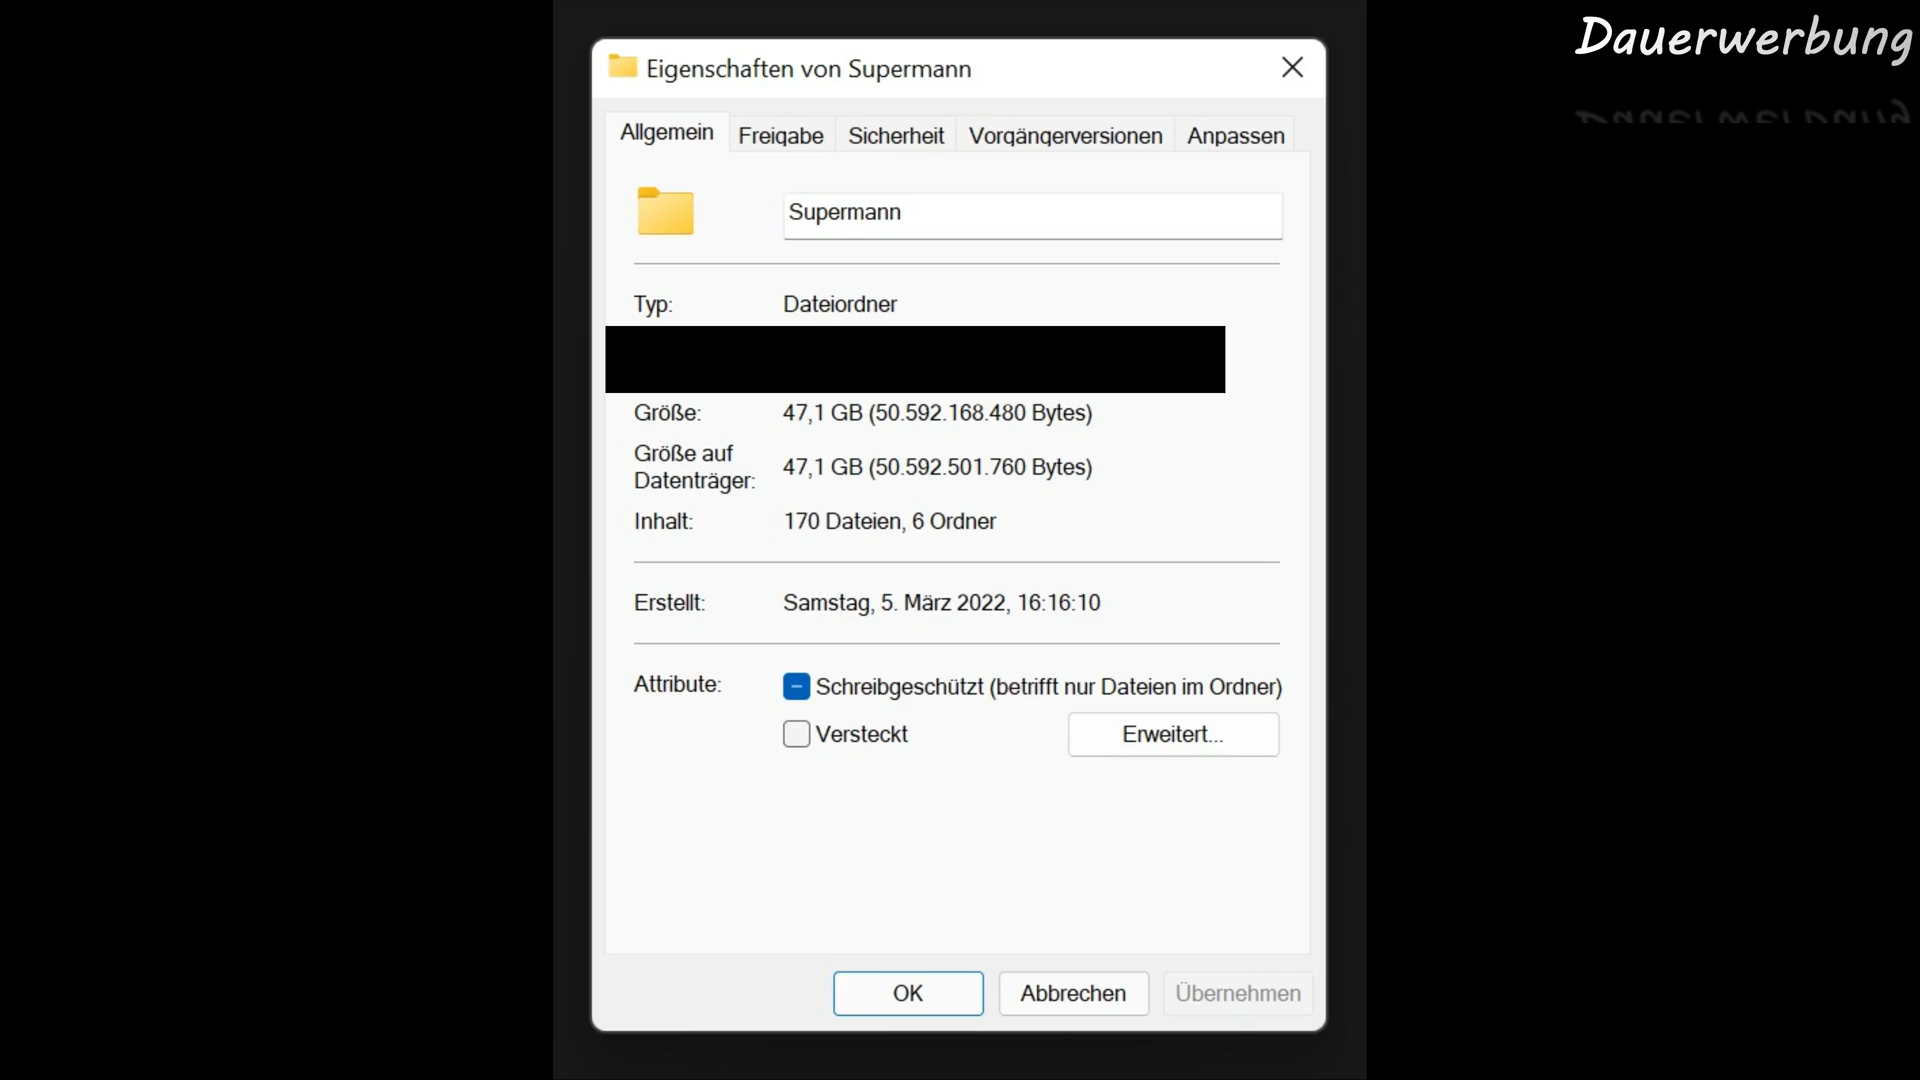 Dauerwerbung
Eigenschaften von Supermann
Allgemein Freigabe Sicherheit Vorgängerversionen Anpassen
Supermann
Typ: Dateiordner
Größe: 47,1 GB (50.592.168.480 Bytes)
Größe auf
Datenträger: 47,1 GB (50.592.501.760 Bytes)
Inhalt: 170 Dateien, 6 Ordner
Erstellt: Samstag, 5. März 2022, 16:16:10
Attribute: Schreibgeschützt (betrifft nur Dateien im Ordner)
Versteckt Erweitert...
OK Abbrechen Übernehmen